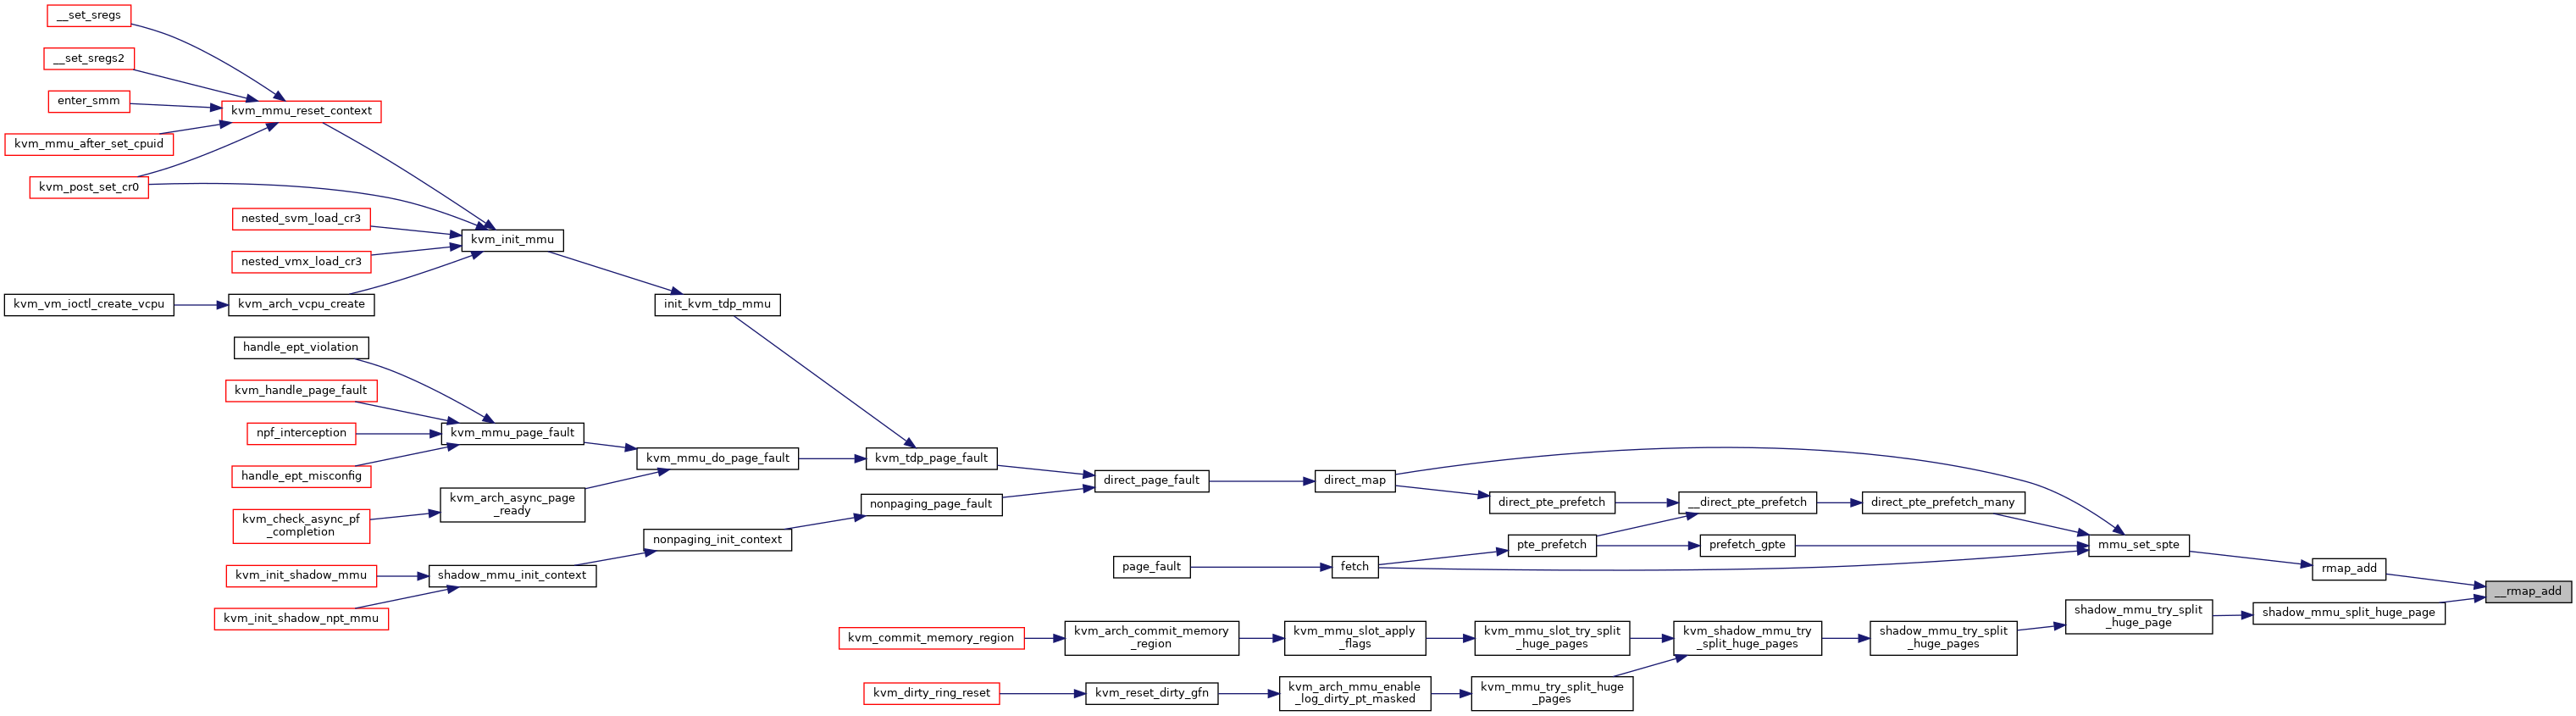 __set_sregs
__set_sregs2
enter_smm
kvm_mmu_reset_context
kvm_mmu_after_set_cpuid
kvm_post_set_cr0
nested_svm_load_cr3
kvm_init_mmu
nested_vmx_load_cr3
kvm_vm_ioctl_create_vcpu
kvm_arch_vcpu_create
init_kvm_tdp_mmu
handle_ept_violation
kvm_handle_page_fault
npf_interception
kvm_mmu_page_fault
handle_ept_misconfig
kvm_mmu_do_page_fault
kvm_tdp_page_fault
kvm_arch_async_page
_ready
kvm_check_async_pf
_completion
nonpaging_page_fault
nonpaging_init_context
kvm_init_shadow_mmu
shadow_mmu_init_context
kvm_init_shadow_npt_mmu
direct_page_fault
direct_map
direct_pte_prefetch
__direct_pte_prefetch
direct_pte_prefetch_many
page_fault
fetch
pte_prefetch
prefetch_gpte
mmu_set_spte
rmap_add
__rmap_add
shadow_mmu_split_huge_page
shadow_mmu_try_split
_huge_page
shadow_mmu_try_split
_huge_pages
kvm_shadow_mmu_try
_split_huge_pages
kvm_mmu_slot_try_split
_huge_pages
kvm_mmu_slot_apply
_flags
kvm_arch_commit_memory
_region
kvm_commit_memory_region
kvm_mmu_try_split_huge
_pages
kvm_arch_mmu_enable
_log_dirty_pt_masked
kvm_reset_dirty_gfn
kvm_dirty_ring_reset